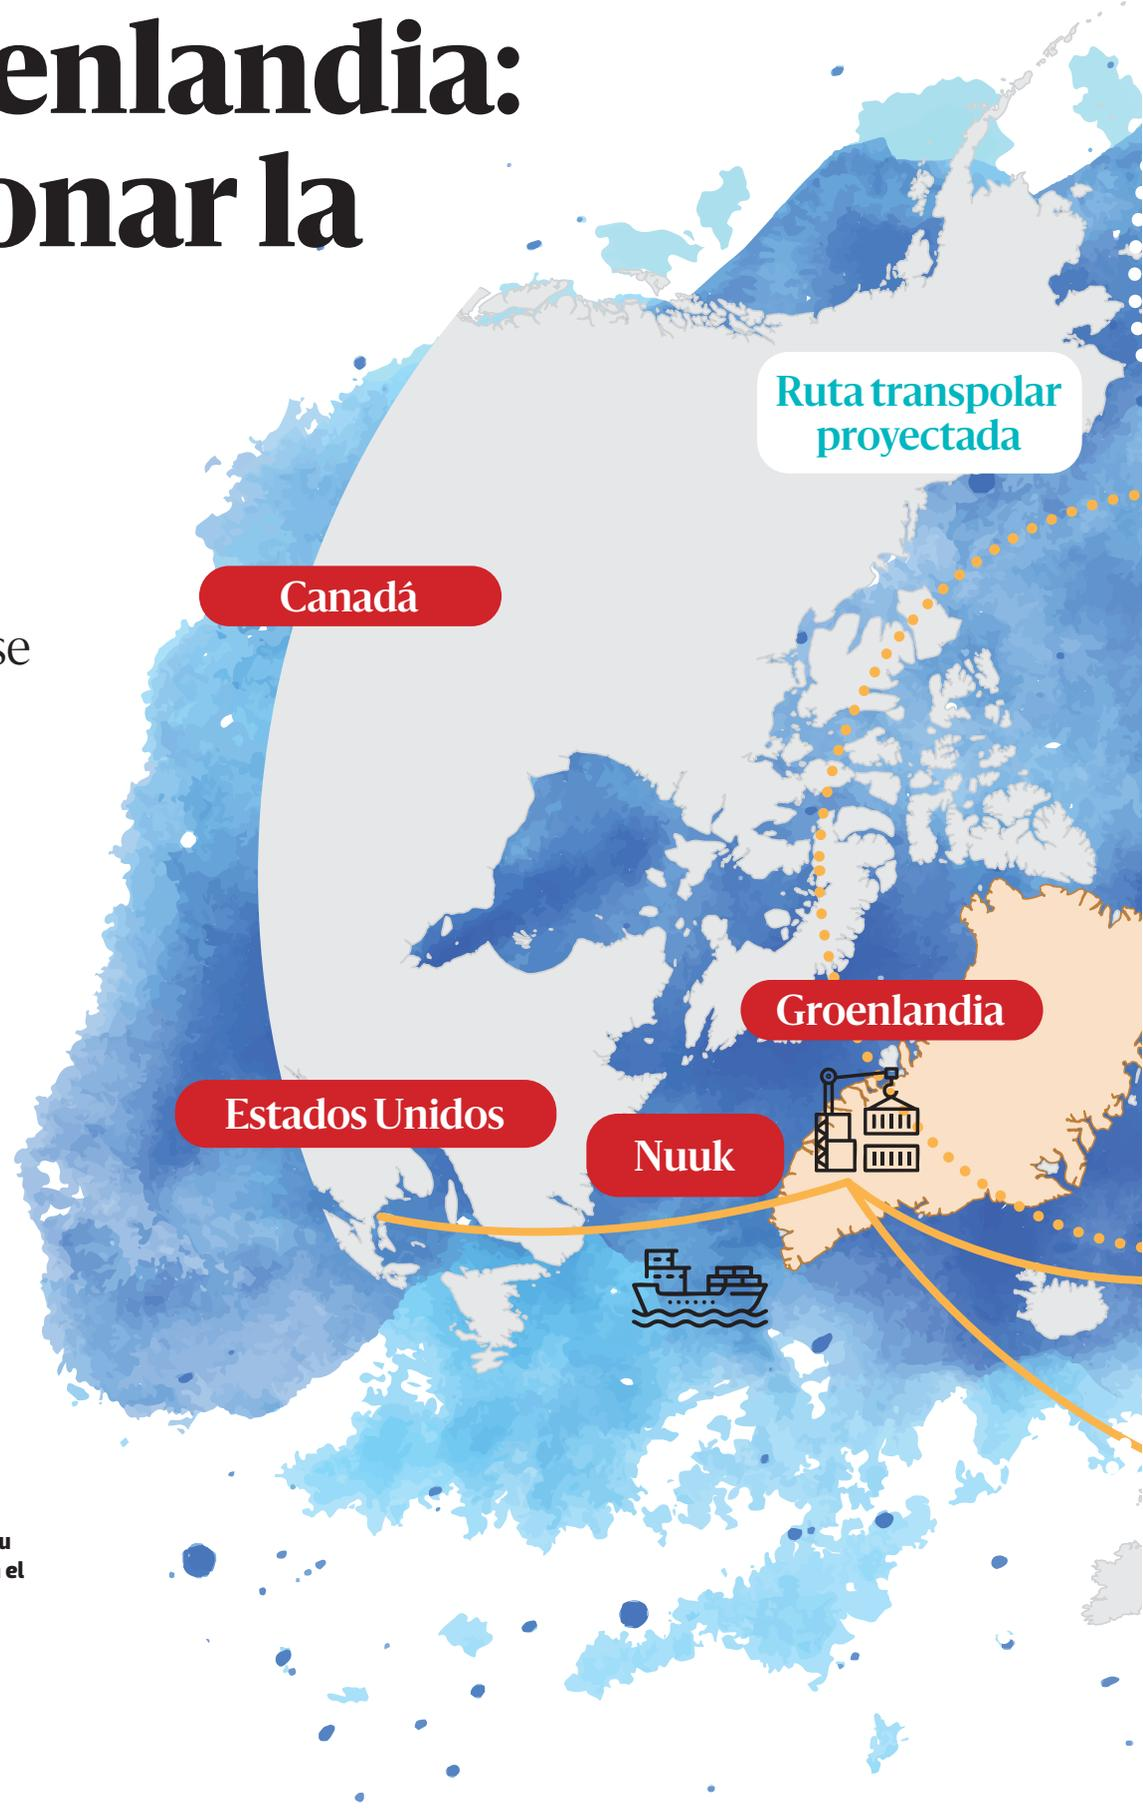 enlandia:
onar la
Ruta transpolar
proyectada
Canadá
se
Groenlandia
Estados Unidos
Nuuk
u
el